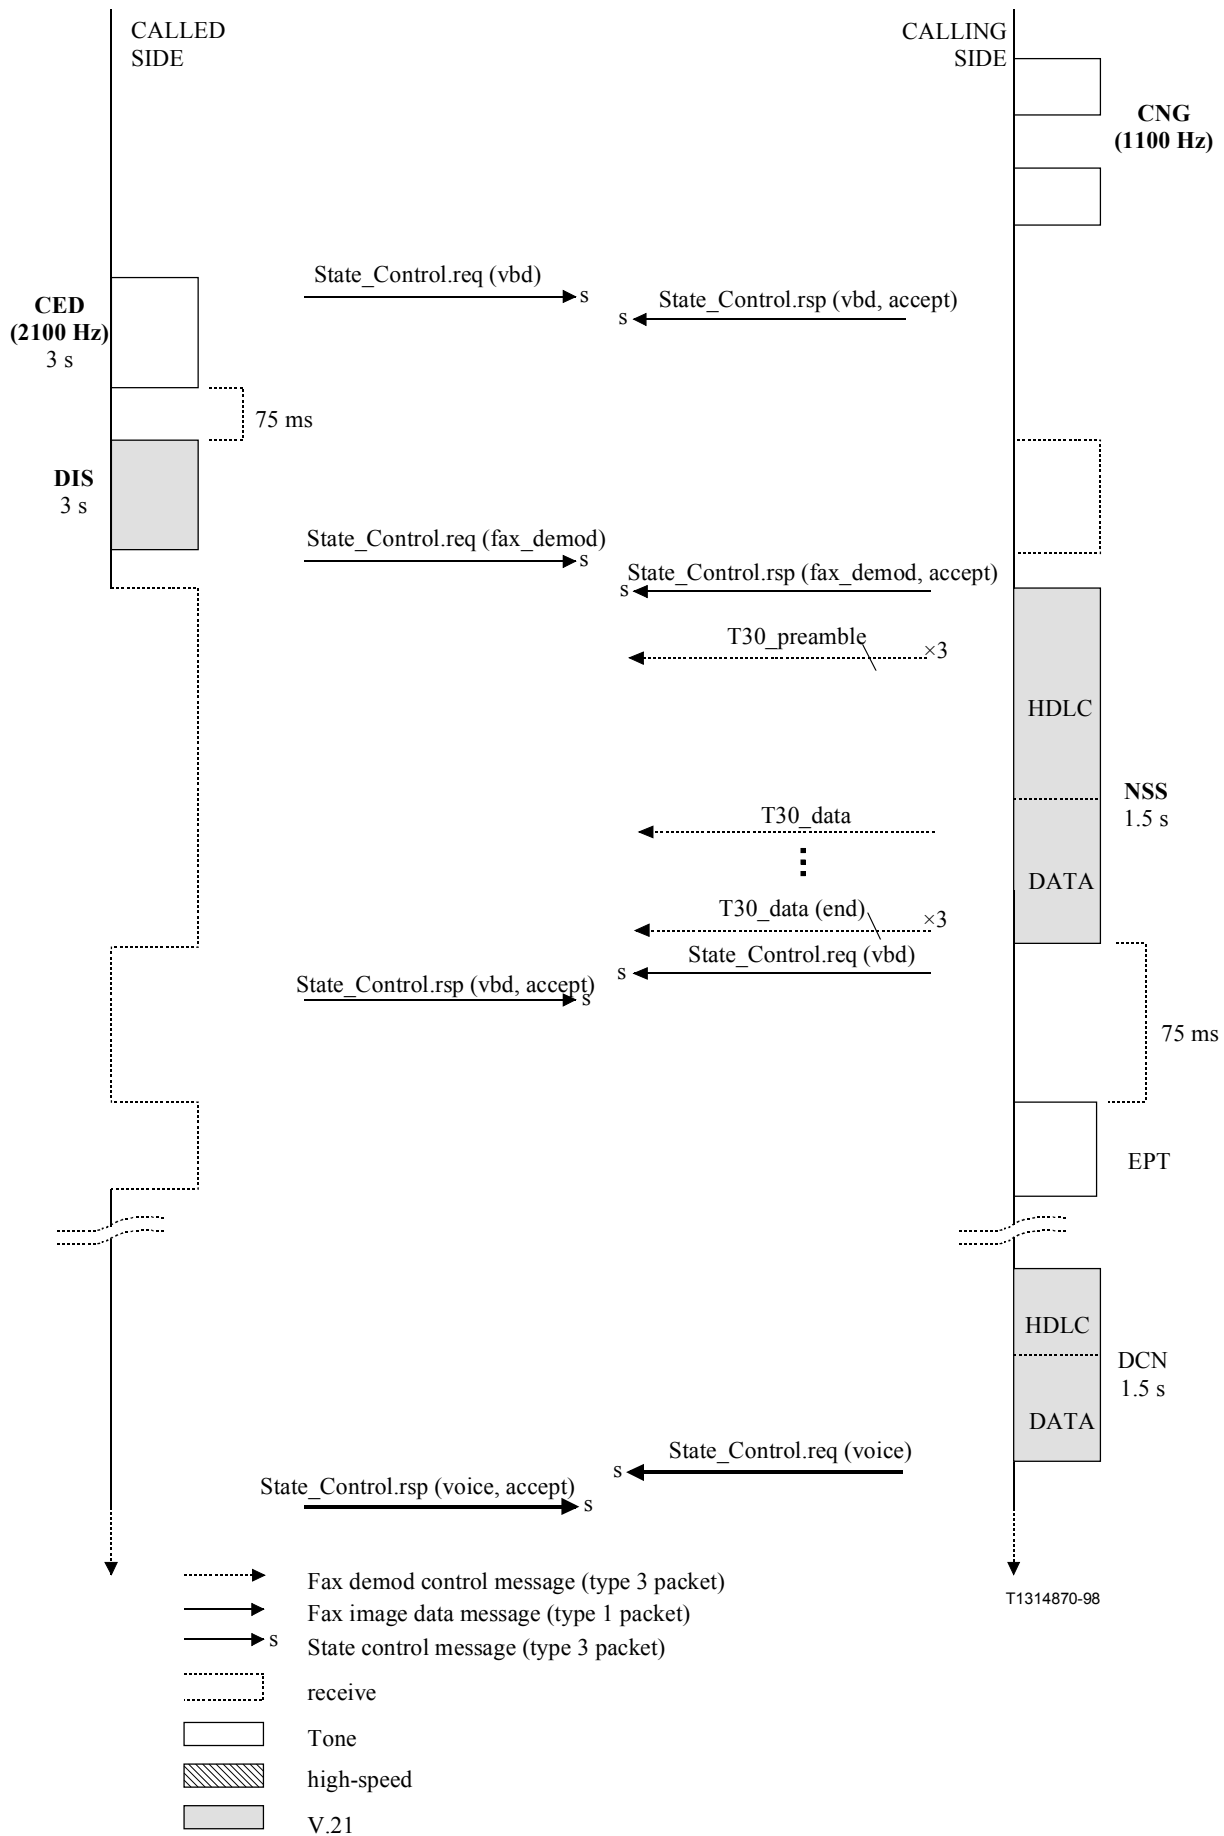 CALLED
SIDE
CALLING
SIDE
CNG
(1100 Hz)
State_Control.req (vbd)
s
State_Control.rsp (vbd, accept)
s
CED
(2100 Hz)
3 s
75 ms
DIS
3 s
State_Control.req (fax_demod)
s
State_Control.rsp (fax_demod, accept)
s
T30_preamble
×3
HDLC
NSS
1.5 s
T30_data
DATA
T30_data (end)
×3
State_Control.req (vbd)
s
State_Control.rsp (vbd, accept)
s
75 ms
EPT
HDLC
DCN
1.5 s
DATA
State_Control.req (voice)
s
State_Control.rsp (voice, accept)
s
Fax demod control message (type 3 packet)
T1314870-98
Fax image data message (type 1 packet)
s
State control message (type 3 packet)
receive
Tone
high-speed
V.21